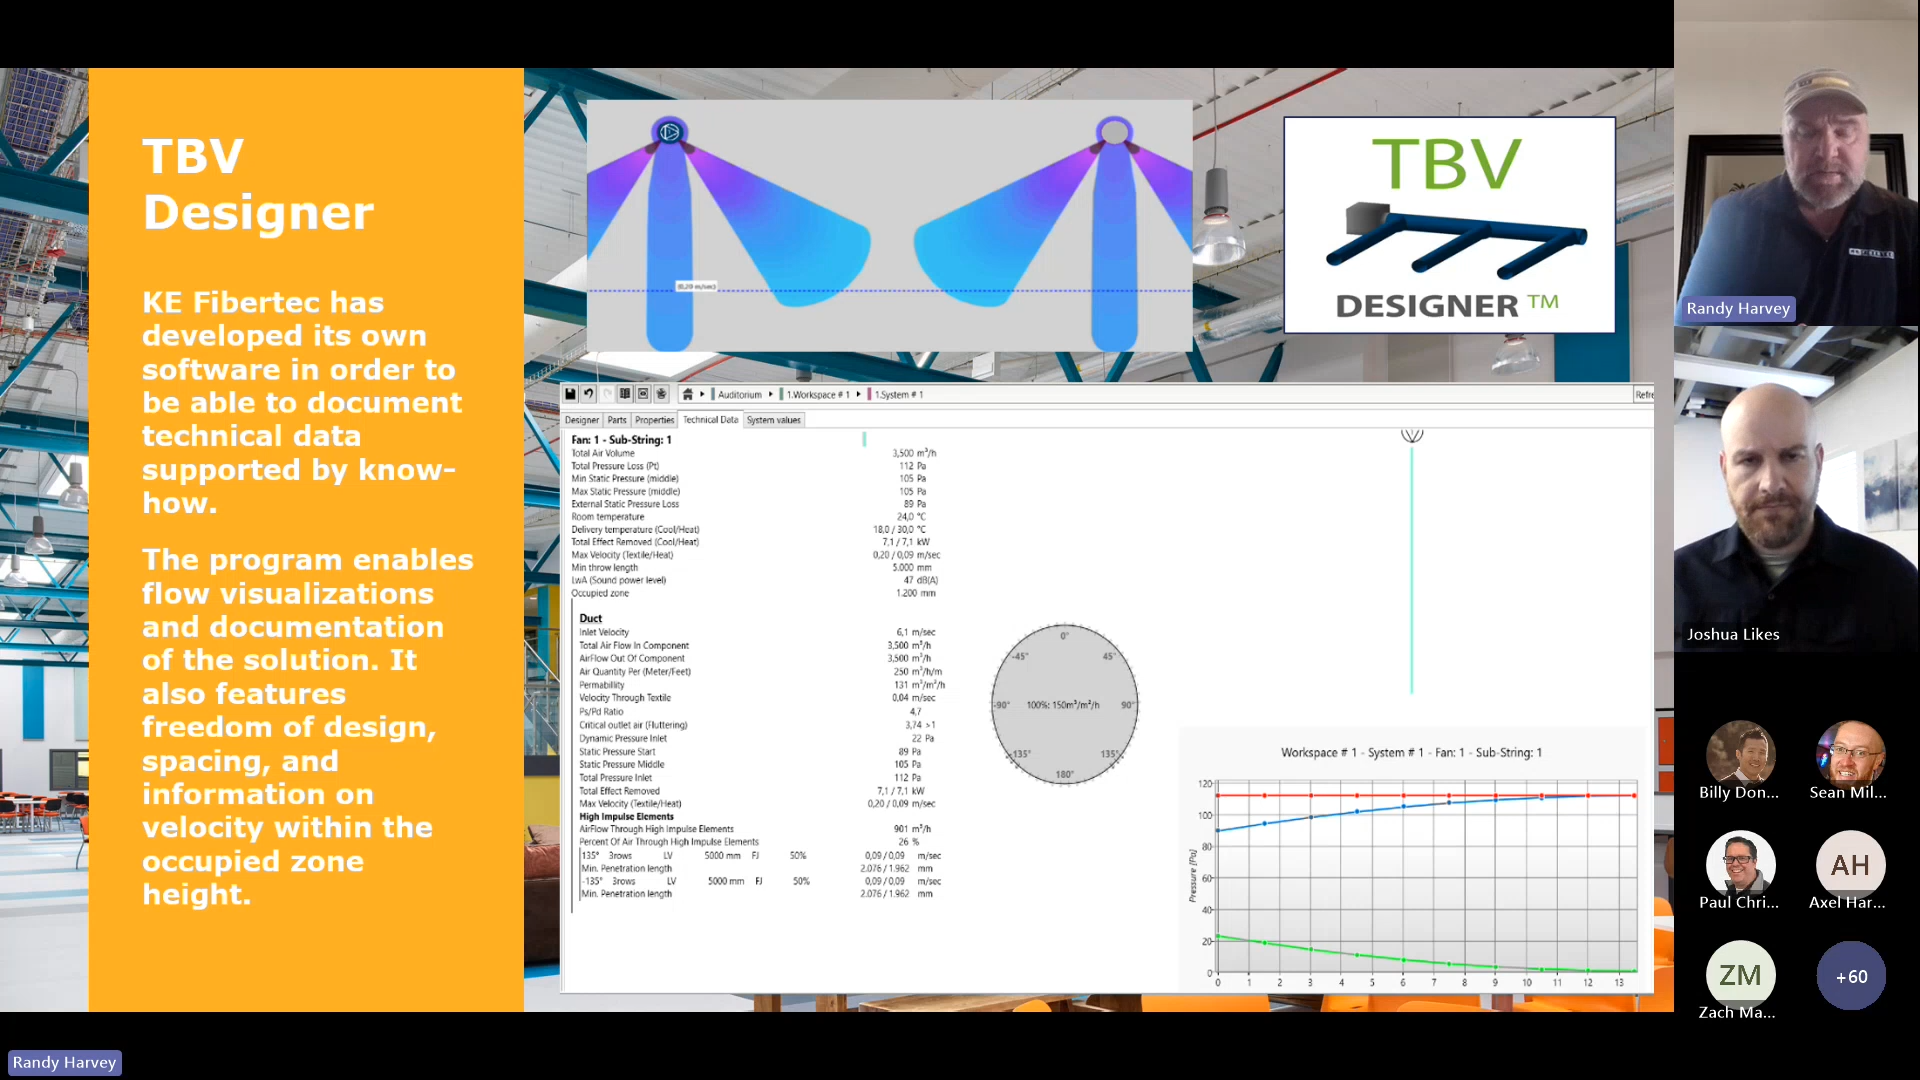 TBV
Designer
KE Fibertec has
developed its own
software in order to
be able to document
technical data
supported by know-
how.
The program enables
flow visualizations
and documentation
of the solution. It
also features
freedom of design,
spacing, and
information on
velocity within the
occupied zone
height.
(0,20 m/sec)
TBV
DESIGNER ™
Auditorium
1.Workspace # 1
1.System # 1
Refre
Designer Parts Properties Technical Data System values
Fan: 1 - Sub-String: 1
Total Air Volume 3,500 m³/h
Total Pressure Loss (Pt) 112 Pa
Min Static Pressure (middle) 105 Pa
Max Static Pressure (middle) 105 Pa
External Static Pressure Loss 89 Pa
Room temperature 24,0 °C
Delivery temperature (Cool/Heat) 18,0 / 30,0 °C
Total Effect Removed (Cool/Heat) 7,1 / 7,1 kW
Max Velocity (Textile/Heat) 0,20 / 0,09 m/sec
Min throw length 5.000 mm
LwA (Sound power level) 47 dB(A)
Occupied zone 1.200 mm
Duct
Inlet Velocity 6,1 m/sec
Total Air Flow In Component 3,500 m³/h
AirFlow Out Of Component 3,500 m³/h
Air Quantity Per (Meter/Feet) 250 m³/h/m
Permability 131 m³/m²/h
Velocity Through Textile 0,04 m/sec
Ps/Pd Ratio 4,7
Critical outlet air (Fluttering) 3,74 >1
Dynamic Pressure Inlet 22 Pa
Static Pressure Start 89 Pa
Static Pressure Middle 105 Pa
Total Pressure Inlet 112 Pa
Total Effect Removed 7,1 / 7,1 kW
Max Velocity (Textile/Heat) 0,20 / 0,09 m/sec
High Impulse Elements
AirFlow Through High Impulse Elements 901 m³/h
Percent Of Air Through High Impulse Elements 26 %
135° 3rows LV 5000 mm FJ 50% 0,09 / 0,09 m/sec
Min. Penetration length 2.076 / 1.962 mm
-135° 3rows LV 5000 mm FJ 50% 0,09 / 0,09 m/sec
Min. Penetration length 2.076 / 1.962 mm
0°
-45° 45°
-90° 100%: 150m³/m²/h 90°
-135° 135°
180°
Workspace # 1 - System # 1 - Fan: 1 - Sub-String: 1
Pressure [Pa]
120
100
80
60
40
20
0
0 1 2 3 4 5 6 7 8 9 10 11 12 13
Randy Harvey
Joshua Likes
Billy Don...
Sean Mil...
Paul Chri...
AH
Axel Har...
ZM
Zach Ma...
+60
Randy Harvey